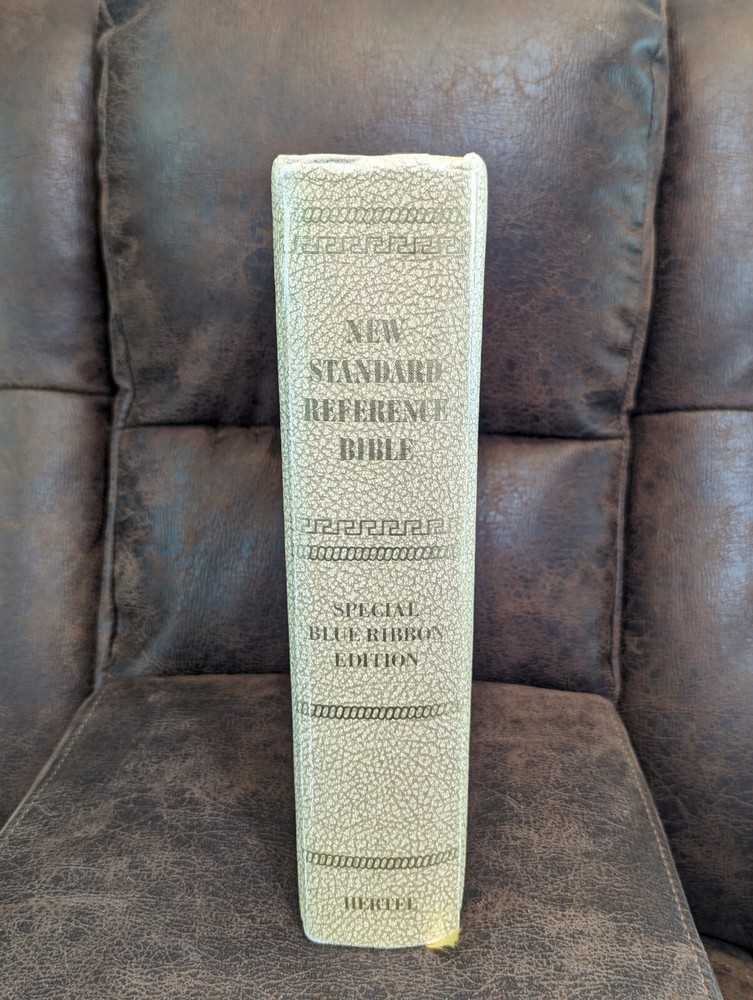 NEW
STANDARD
REFERENCE
BIBLE
SPECIAL
BLUE RIBBON
EDITION
HERTEL